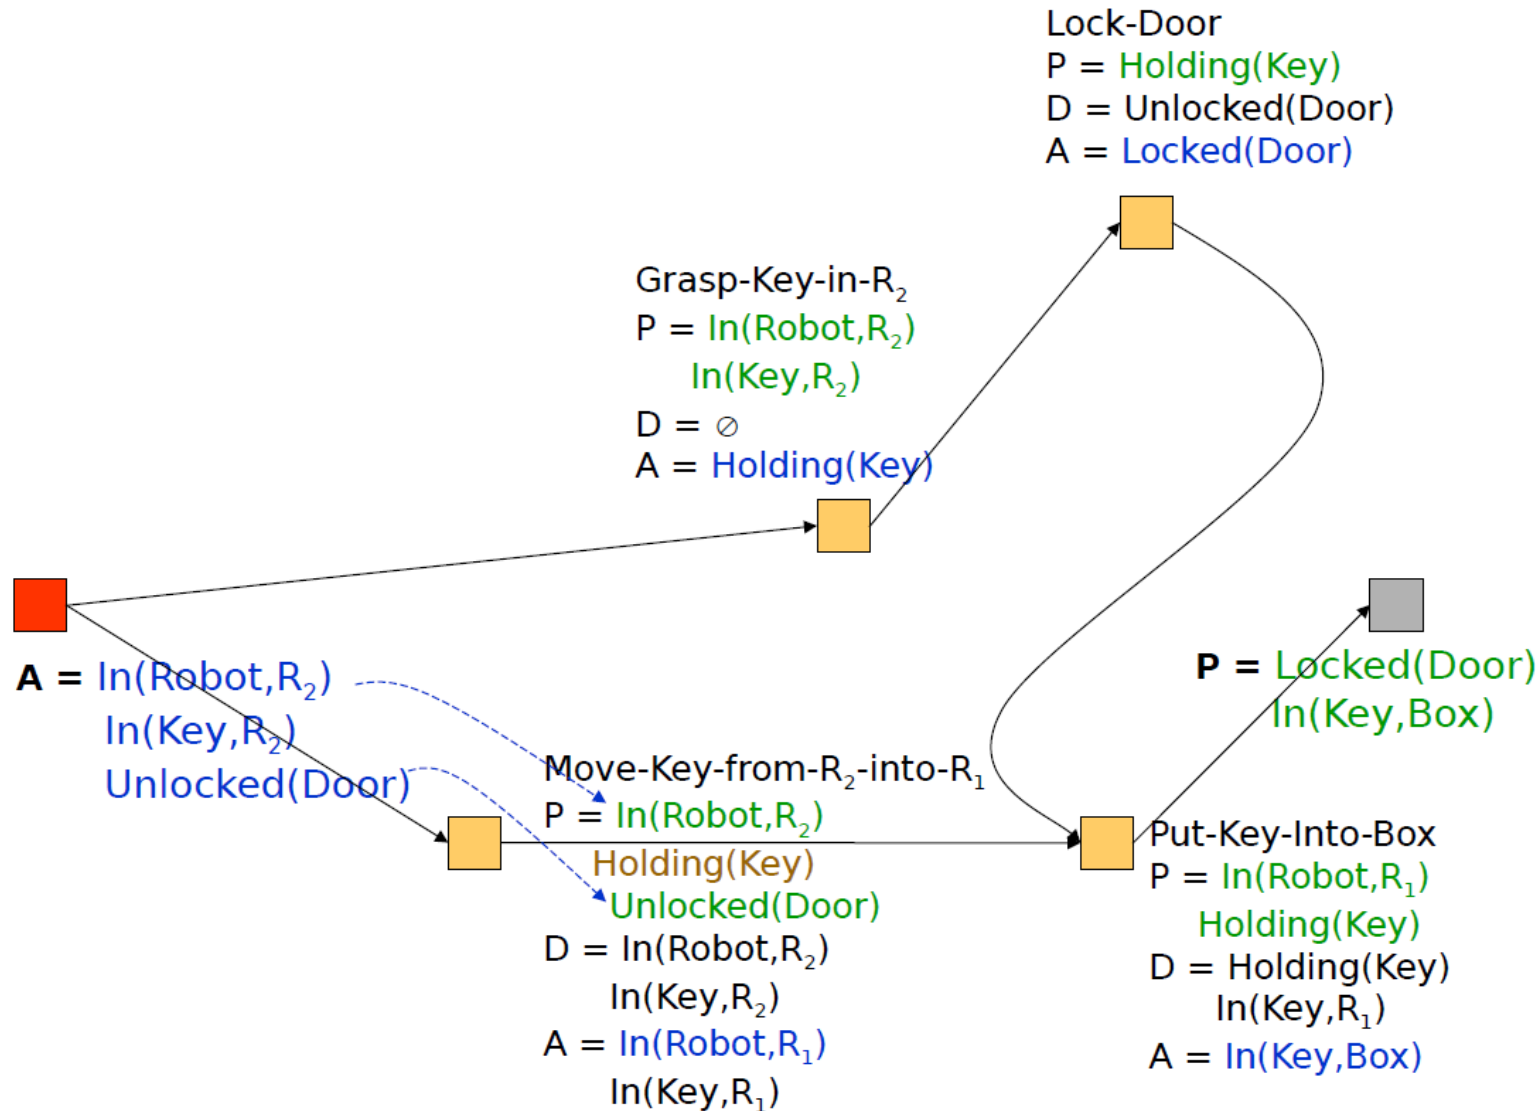 Lock-Door
P = Holding(Key)
D = Unlocked(Door)
A = Locked(Door)
Grasp-Key-in-R₂
P = In(Robot,R₂)
In(Key,R₂)
D = ∅
A = Holding(Key)
A = In(Robot,R₂)
In(Key,R₂)
Unlocked(Door)
P = Locked(Door)
In(Key,Box)
Move-Key-from-R₂-into-R₁
P = In(Robot,R₂)
Holding(Key)
Unlocked(Door)
D = In(Robot,R₂)
In(Key,R₂)
A = In(Robot,R₁)
In(Key,R₁)
Put-Key-Into-Box
P = In(Robot,R₁)
Holding(Key)
D = Holding(Key)
In(Key,R₁)
A = In(Key,Box)